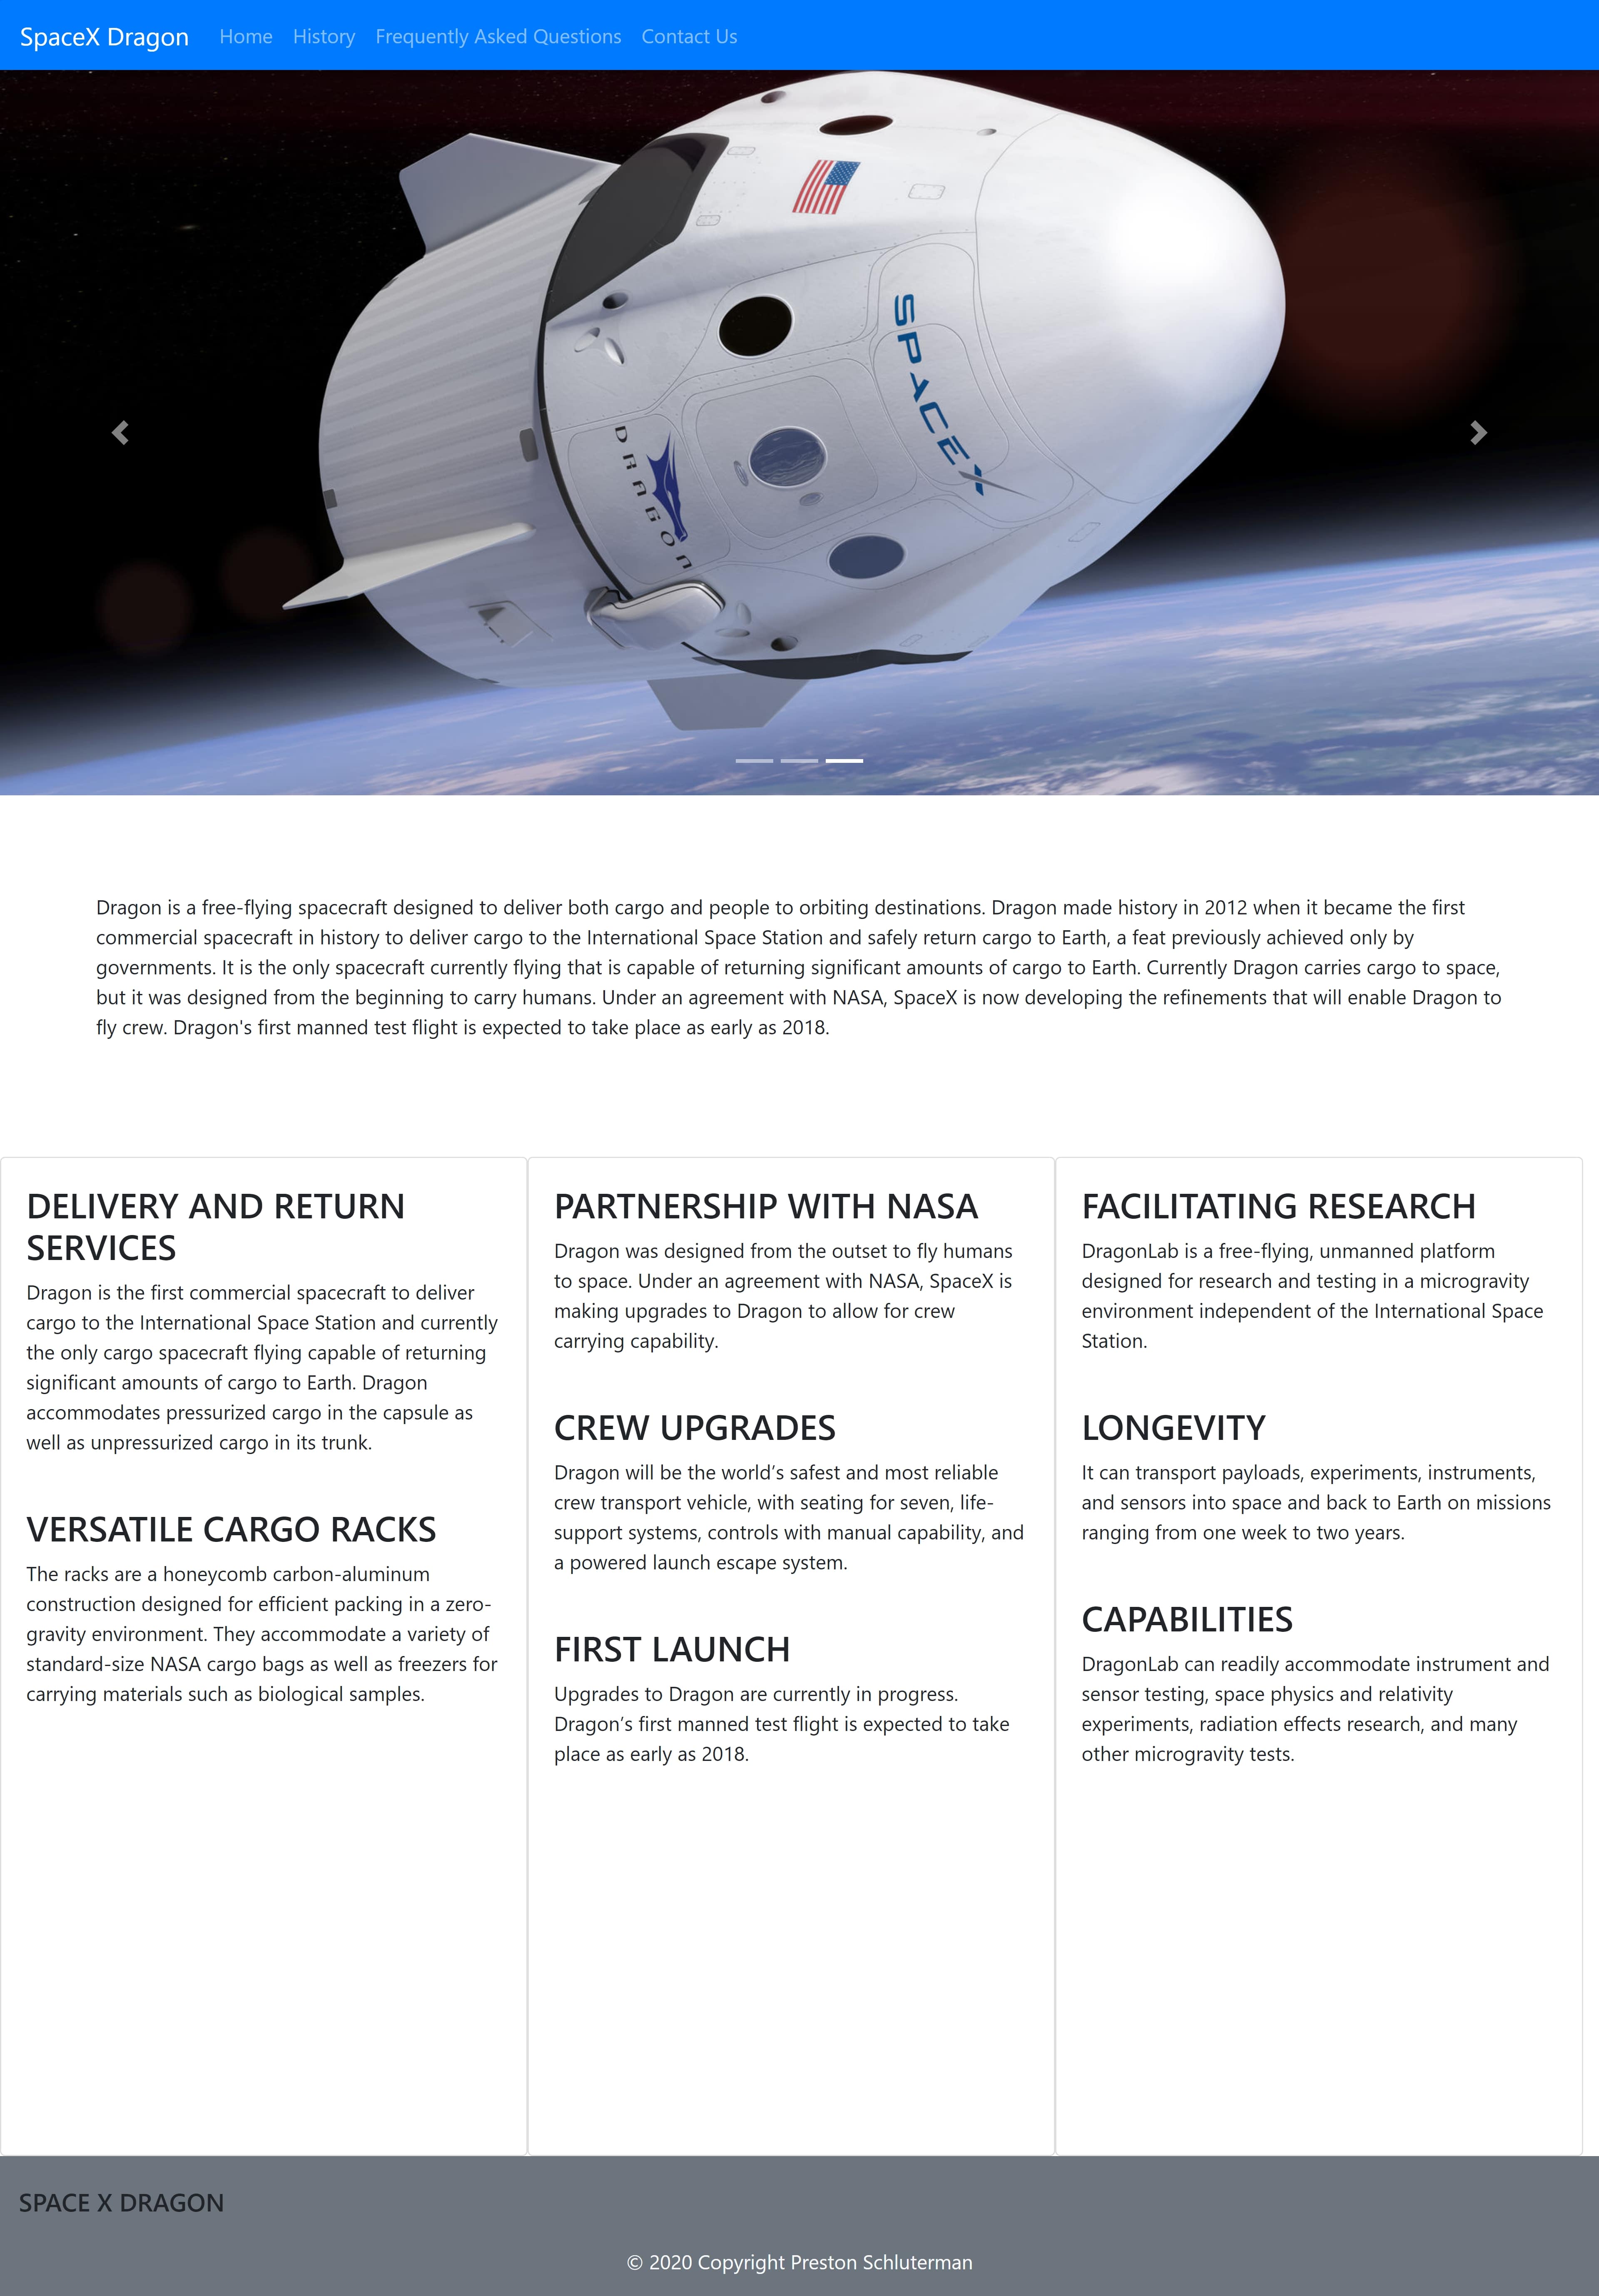 SpaceX Dragon Home History Frequently Asked Questions Contact Us
SPACEX
DRAGON
Dragon is a free-flying spacecraft designed to deliver both cargo and people to orbiting destinations. Dragon made history in 2012 when it became the first
commercial spacecraft in history to deliver cargo to the International Space Station and safely return cargo to Earth, a feat previously achieved only by
governments. It is the only spacecraft currently flying that is capable of returning significant amounts of cargo to Earth. Currently Dragon carries cargo to space,
but it was designed from the beginning to carry humans. Under an agreement with NASA, SpaceX is now developing the refinements that will enable Dragon to
fly crew. Dragon's first manned test flight is expected to take place as early as 2018.
DELIVERY AND RETURN
SERVICES
Dragon is the first commercial spacecraft to deliver
cargo to the International Space Station and currently
the only cargo spacecraft flying capable of returning
significant amounts of cargo to Earth. Dragon
accommodates pressurized cargo in the capsule as
well as unpressurized cargo in its trunk.
VERSATILE CARGO RACKS
The racks are a honeycomb carbon-aluminum
construction designed for efficient packing in a zero-
gravity environment. They accommodate a variety of
standard-size NASA cargo bags as well as freezers for
carrying materials such as biological samples.
PARTNERSHIP WITH NASA
Dragon was designed from the outset to fly humans
to space. Under an agreement with NASA, SpaceX is
making upgrades to Dragon to allow for crew
carrying capability.
CREW UPGRADES
Dragon will be the world’s safest and most reliable
crew transport vehicle, with seating for seven, life-
support systems, controls with manual capability, and
a powered launch escape system.
FIRST LAUNCH
Upgrades to Dragon are currently in progress.
Dragon’s first manned test flight is expected to take
place as early as 2018.
FACILITATING RESEARCH
DragonLab is a free-flying, unmanned platform
designed for research and testing in a microgravity
environment independent of the International Space
Station.
LONGEVITY
It can transport payloads, experiments, instruments,
and sensors into space and back to Earth on missions
ranging from one week to two years.
CAPABILITIES
DragonLab can readily accommodate instrument and
sensor testing, space physics and relativity
experiments, radiation effects research, and many
other microgravity tests.
SPACE X DRAGON
© 2020 Copyright Preston Schluterman